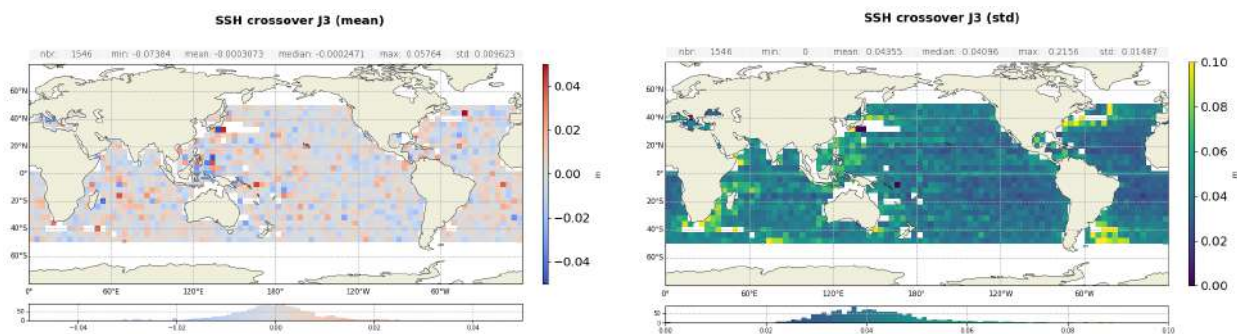 SSH crossover J3 (mean)
nbr: 1546 min: -0.07384 mean: -0.0003073 median: -0.0002471 max: 0.05764 std: 0.009623
60°N
40°N
20°N
0°
20°S
40°S
60°S
0° 60°E 120°E 180° 120°W 60°W
0.04
0.02
0.00
−0.02
−0.04
m
50
0
−0.04 −0.02 0.00 0.02 0.04
SSH crossover J3 (std)
nbr: 1546 min: 0 mean: 0.04355 median: 0.04096 max: 0.2156 std: 0.01487
60°N
40°N
20°N
0°
20°S
40°S
60°S
0° 60°E 120°E 180° 120°W 60°W
0.10
0.08
0.06
0.04
0.02
0.00
m
50
0
0.00 0.02 0.04 0.06 0.08 0.10